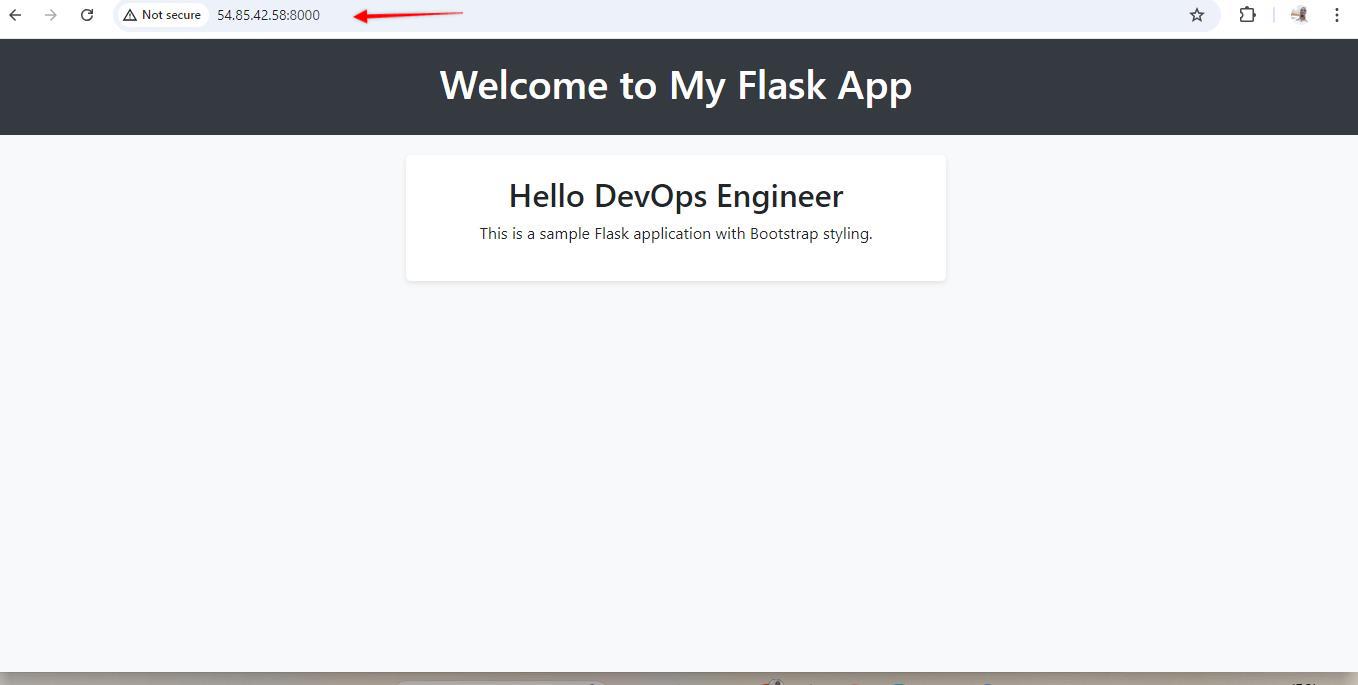 Not secure 54.85.42.58:8000
Welcome to My Flask App
Hello DevOps Engineer
This is a sample Flask application with Bootstrap styling.